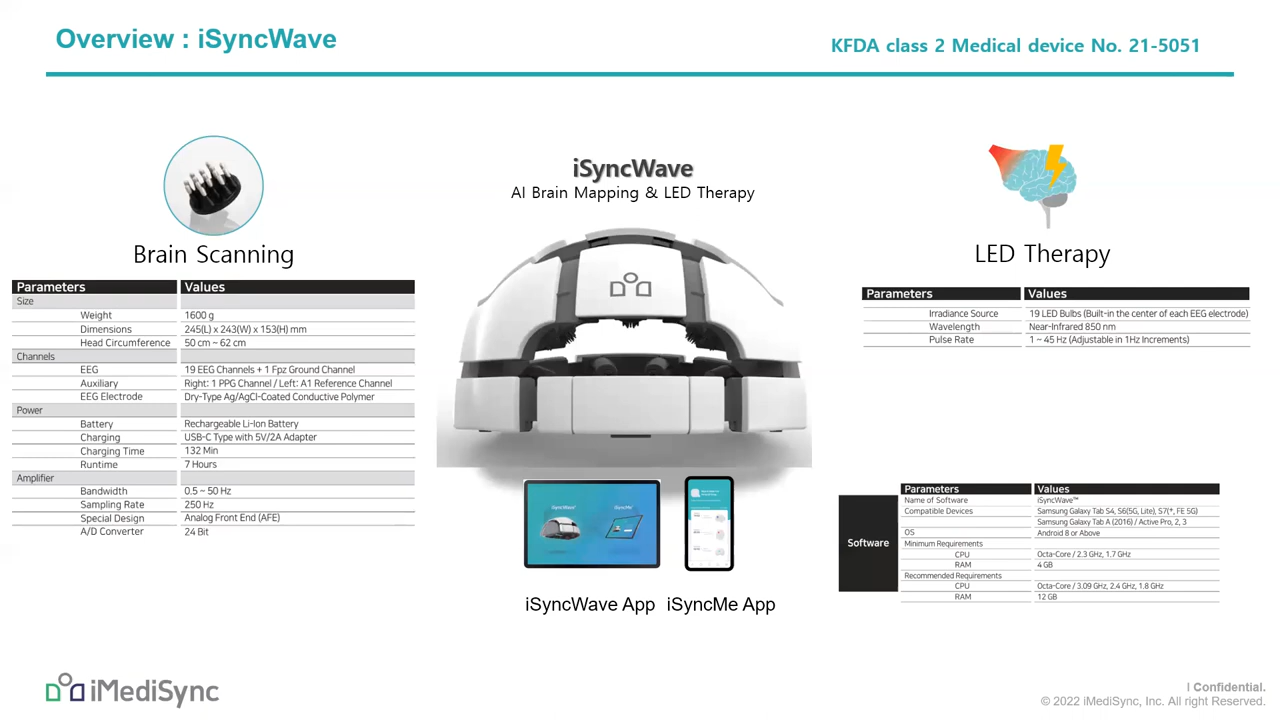 Overview : iSyncWave
KFDA class 2 Medical device No. 21-5051
Brain Scanning
Parameters Values
Size
Weight 1600 g
Dimensions 245(L) x 243(W) x 153(H) mm
Head Circumference 50 cm ~ 62 cm
Channels
EEG 19 EEG Channels + 1 Fpz Ground Channel
Auxiliary Right: 1 PPG Channel / Left: A1 Reference Channel
EEG Electrode Dry-Type Ag/AgCl-Coated Conductive Polymer
Power
Battery Rechargeable Li-Ion Battery
Charging USB-C Type with 5V/2A Adapter
Charging Time 132 Min
Runtime 7 Hours
Amplifier
Bandwidth 0.5 ~ 50 Hz
Sampling Rate 250 Hz
Special Design Analog Front End (AFE)
A/D Converter 24 Bit
iSyncWave
AI Brain Mapping & LED Therapy
iSyncWave App iSyncMe App
LED Therapy
Parameters Values
Irradiance Source 19 LED Bulbs (Built-in the center of each EEG electrode)
Wavelength Near-Infrared 850 nm
Pulse Rate 1 ~ 45 Hz (Adjustable in 1Hz Increments)
Software
Parameters Values
Name of Software iSyncWave™
Compatible Devices Samsung Galaxy Tab S4, S6(5G, Lite), S7(*, FE 5G)
Samsung Galaxy Tab A (2016) / Active Pro, 2, 3
OS Android 8 or Above
Minimum Requirements
CPU Octa-Core / 2.3 GHz, 1.7 GHz
RAM 4 GB
Recommended Requirements
CPU Octa-Core / 3.09 GHz, 2.4 GHz, 1.8 GHz
RAM 12 GB
iMediSync
I Confidential.
© 2022 iMediSync, Inc. All right Reserved.